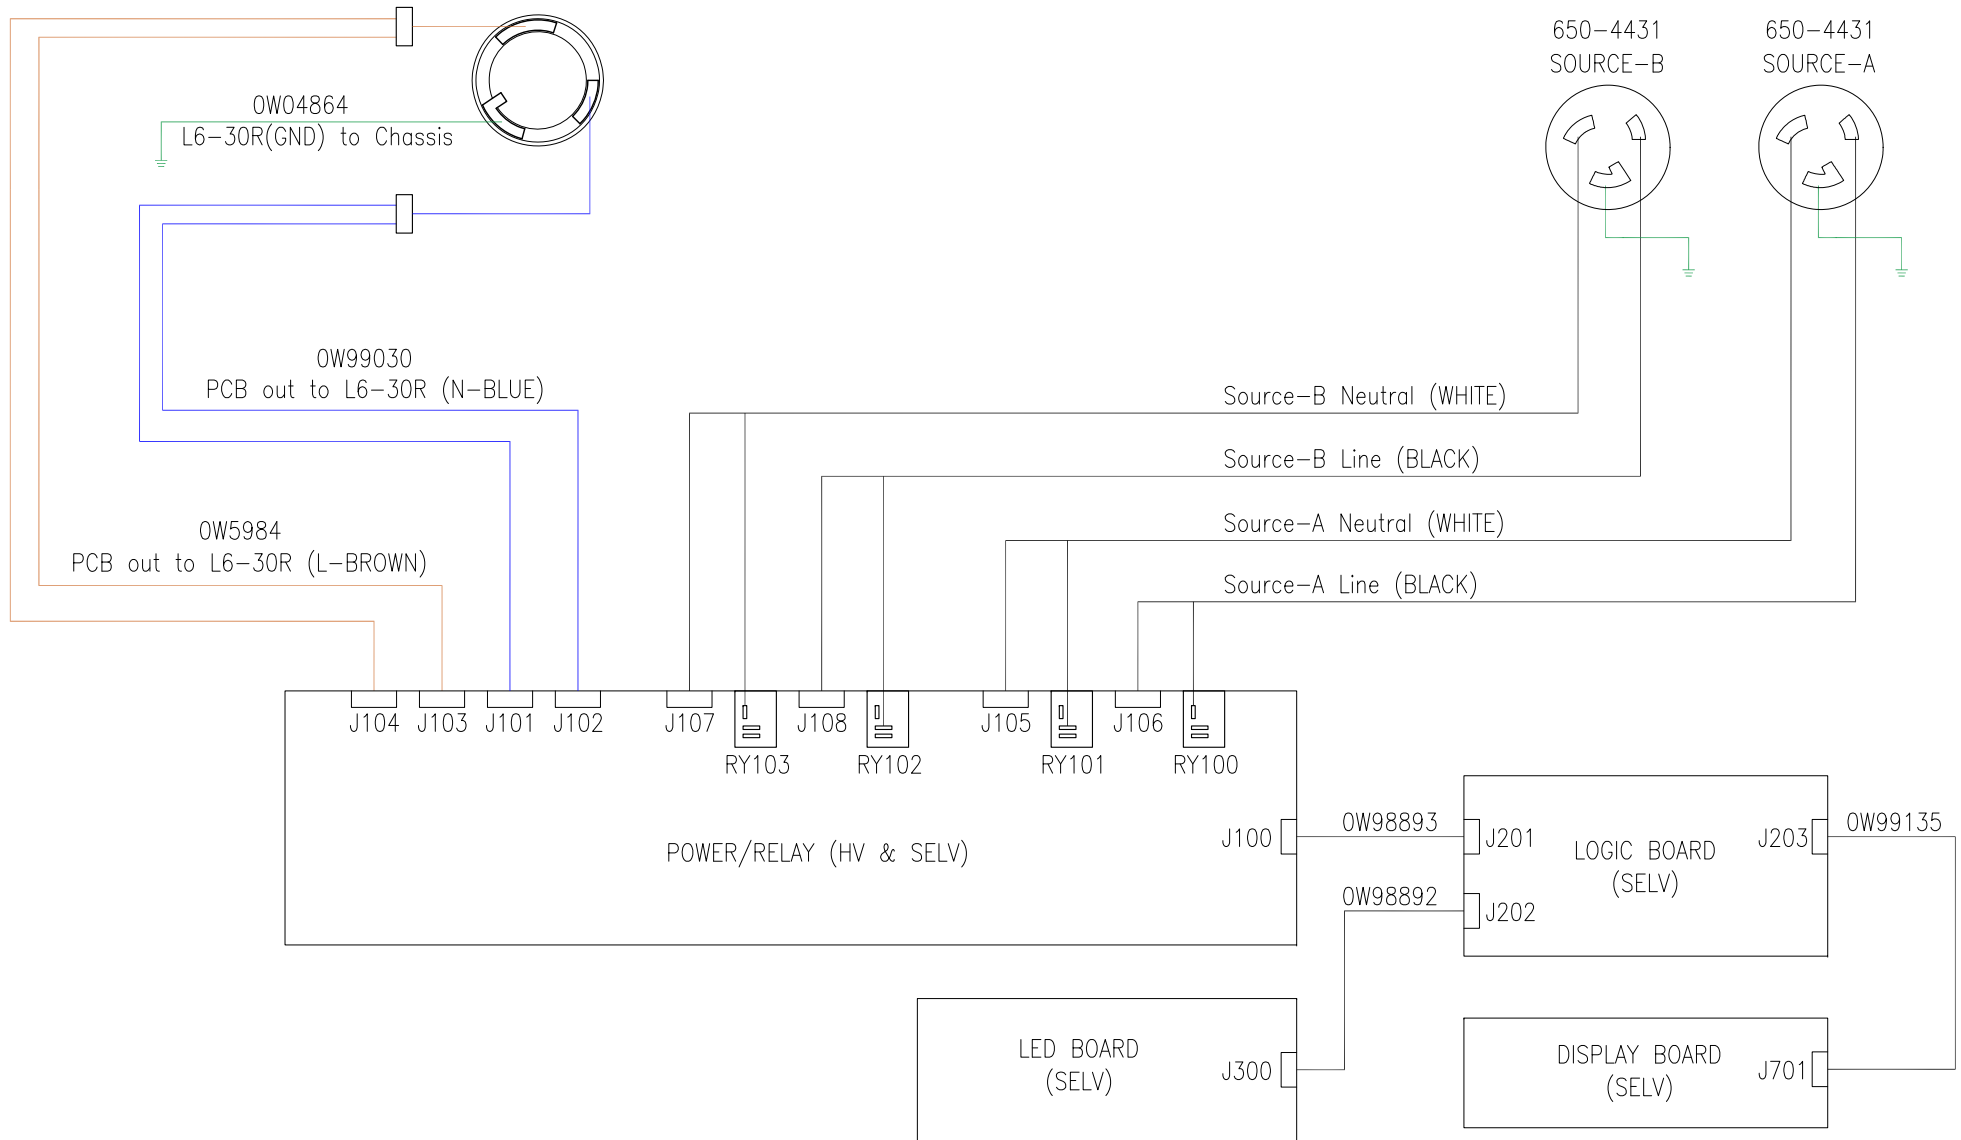 650-4431
SOURCE-B
650-4431
SOURCE-A
0W04864
L6-30R(GND) to Chassis
0W99030
PCB out to L6-30R (N-BLUE)
Source-B Neutral (WHITE)
Source-B Line (BLACK)
Source-A Neutral (WHITE)
0W5984
PCB out to L6-30R (L-BROWN)
Source-A Line (BLACK)
J104
J103
J101
J102
J107
J108
J105
J106
RY103
RY102
RY101
RY100
POWER/RELAY (HV & SELV)
J100
0W98893
J201
LOGIC BOARD
(SELV)
J203
0W99135
0W98892
J202
LED BOARD
(SELV)
J300
DISPLAY BOARD
(SELV)
J701